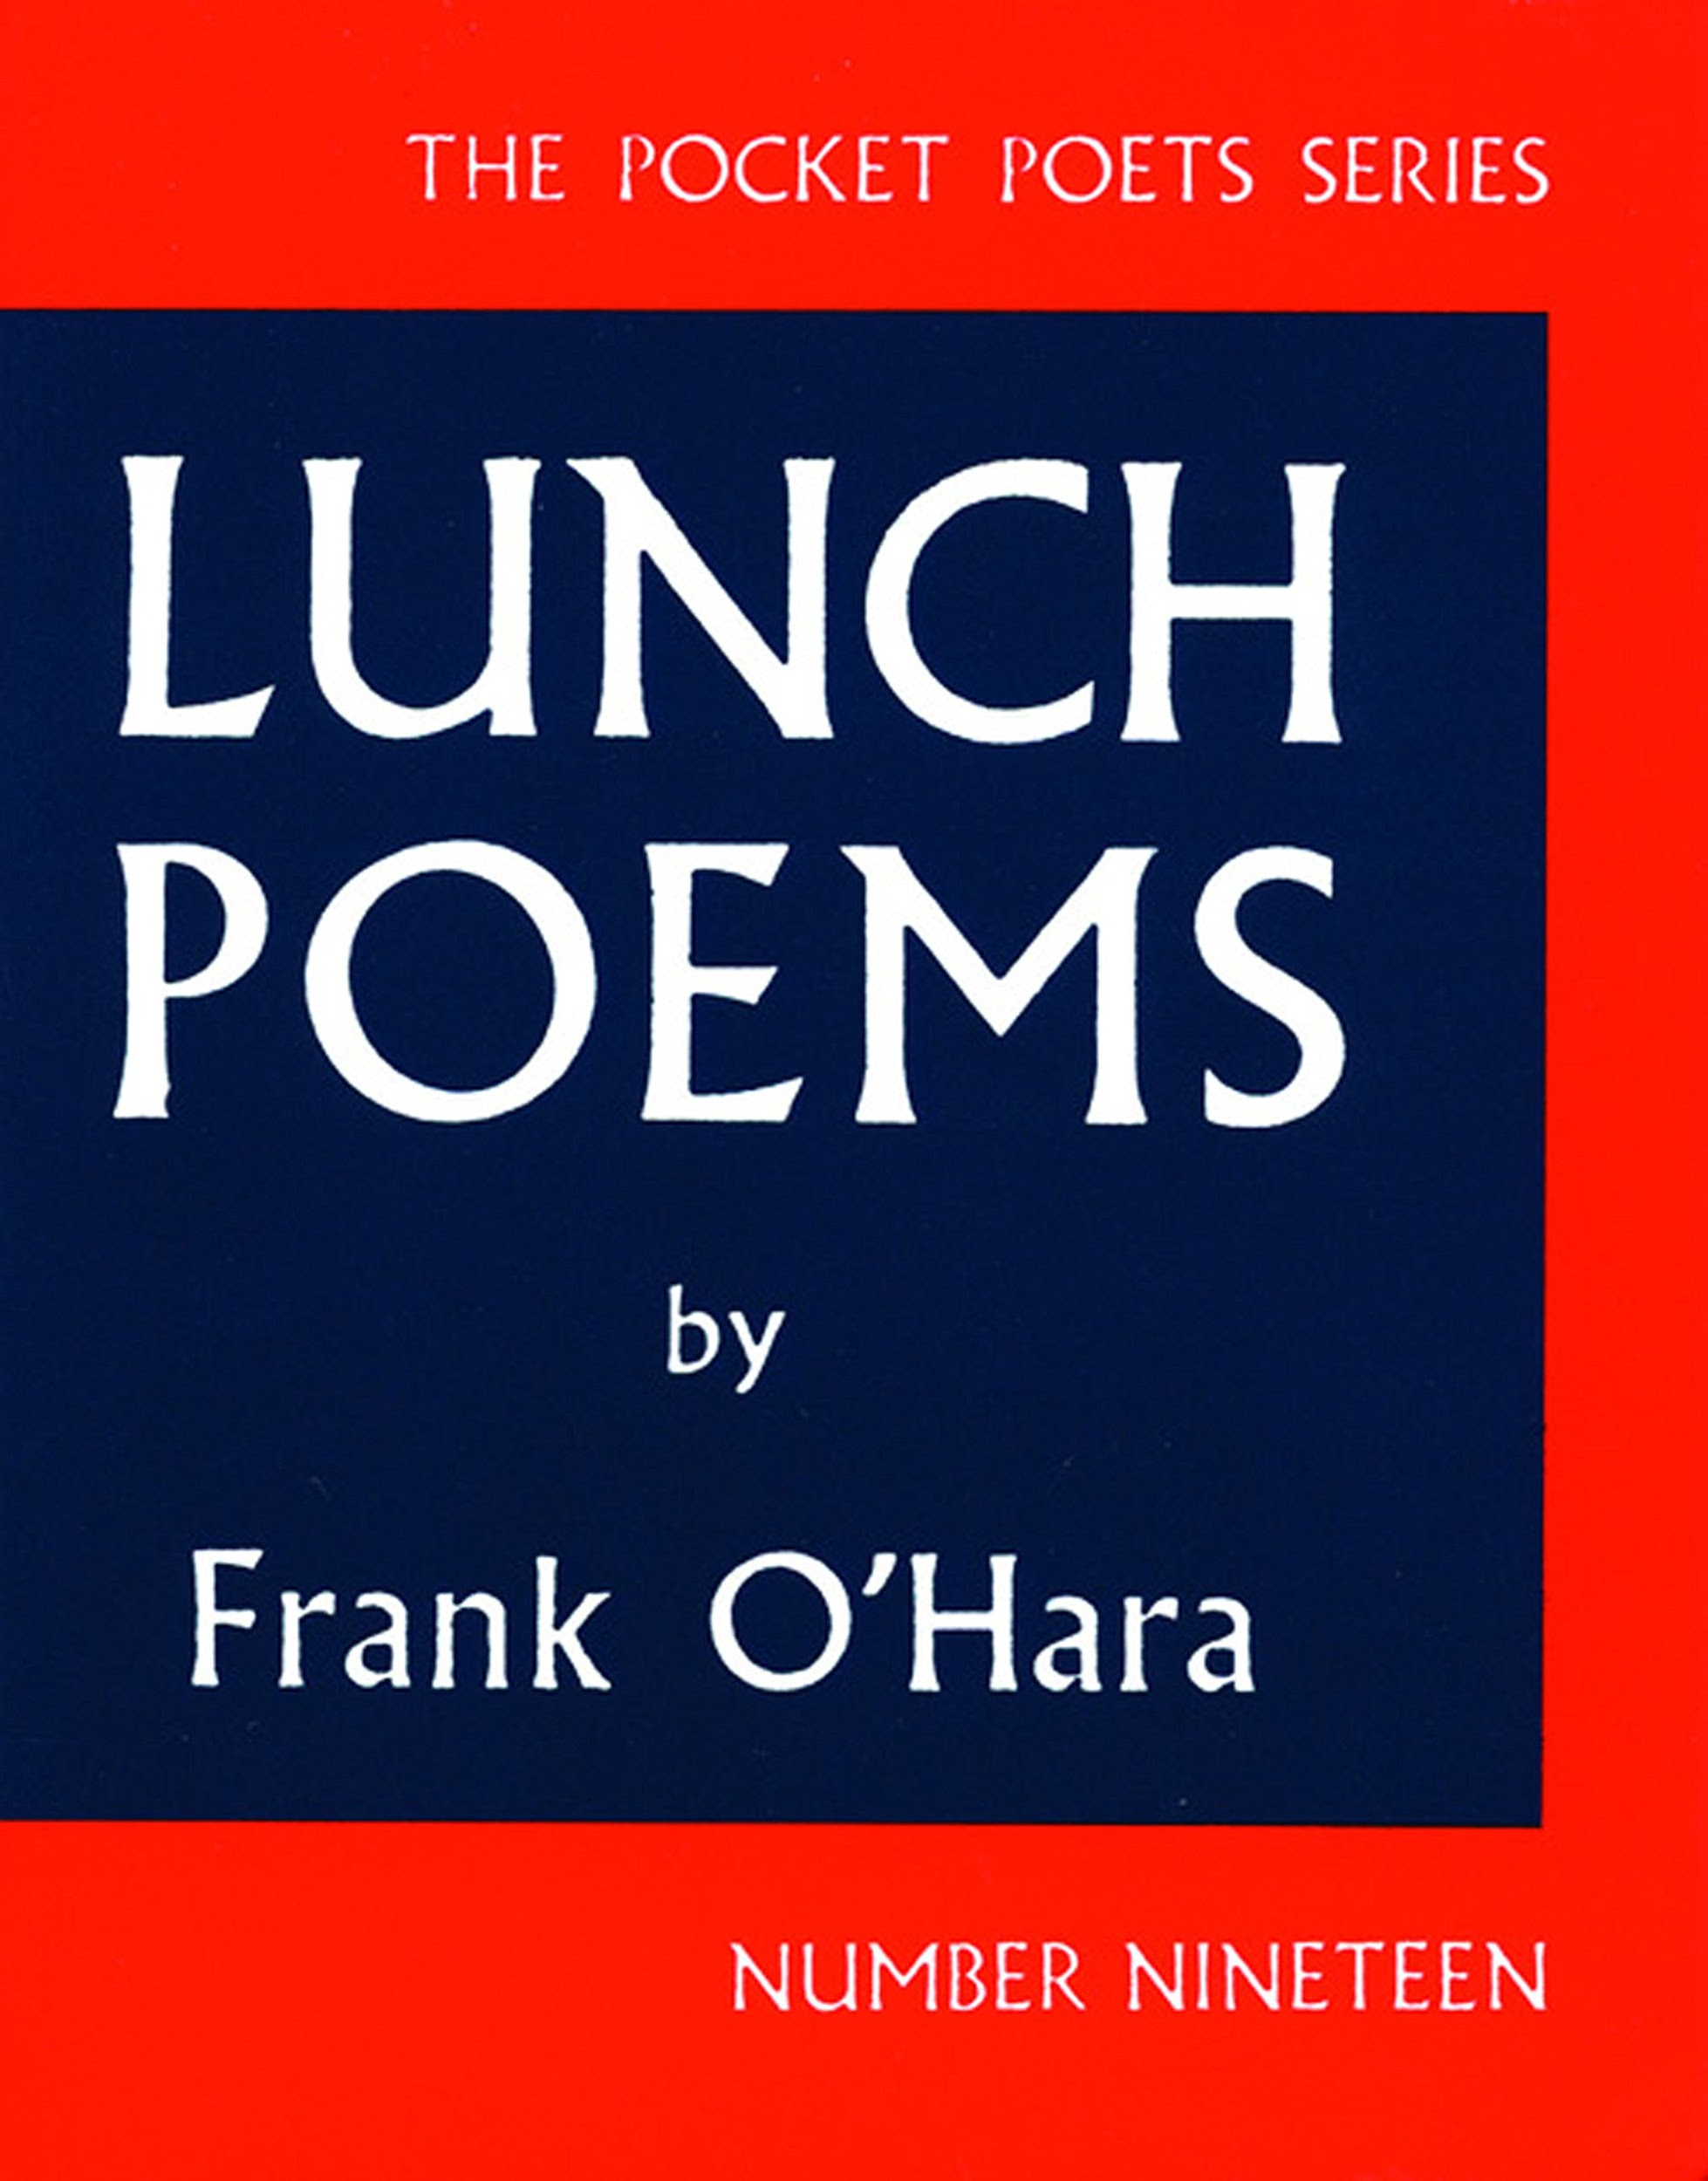 THE POCKET POETS SERIES
LUNCH
POEMS
by
Frank O'Hara
NUMBER NINETEEN